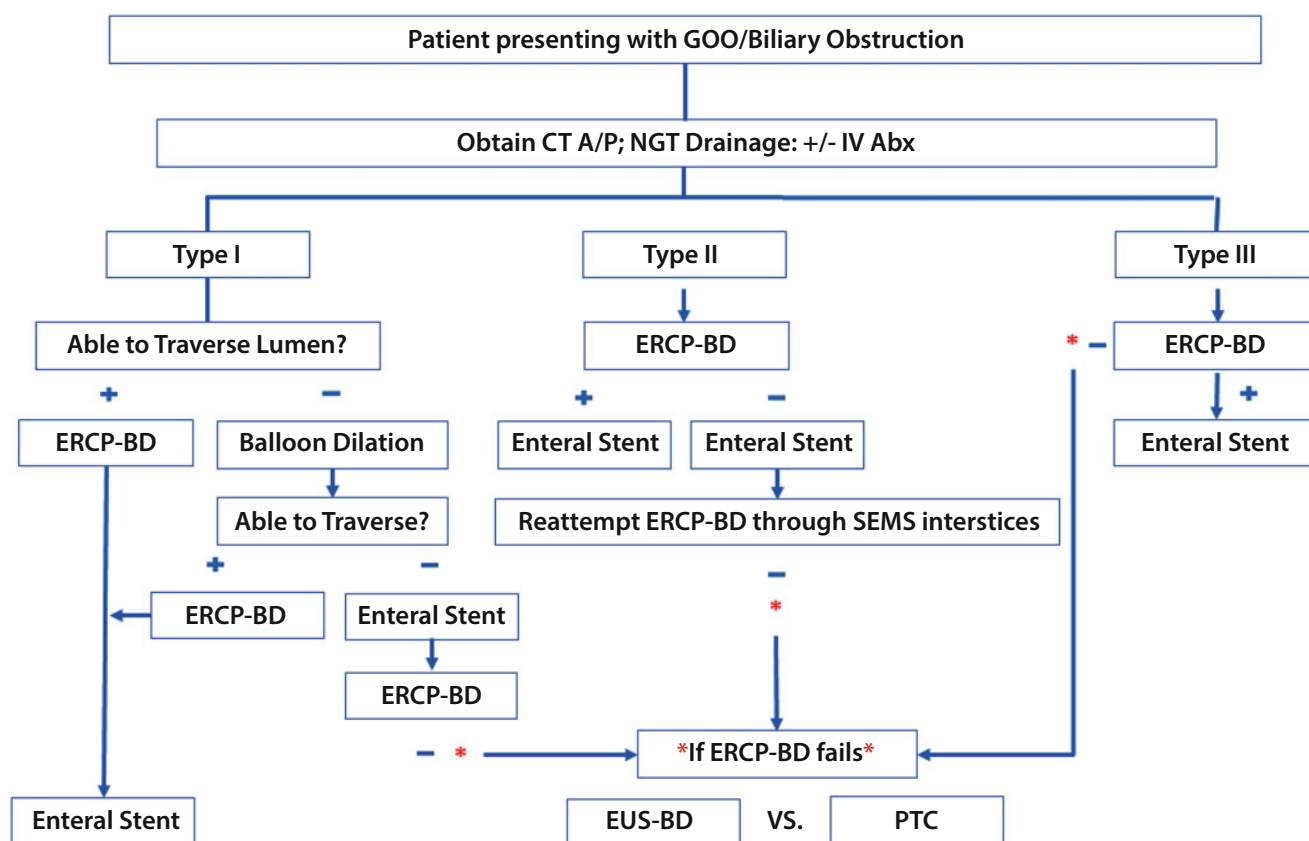 Patient presenting with GOO/Biliary Obstruction
Obtain CT A/P; NGT Drainage: +/- IV Abx
Type I
Type II
Type III
Able to Traverse Lumen?
ERCP-BD
* –
ERCP-BD
+
–
+
–
+
ERCP-BD
Balloon Dilation
Enteral Stent
Enteral Stent
Enteral Stent
Able to Traverse?
Reattempt ERCP-BD through SEMS interstices
+
–
–
ERCP-BD
Enteral Stent
*
ERCP-BD
– *
*If ERCP-BD fails*
Enteral Stent
EUS-BD
VS.
PTC